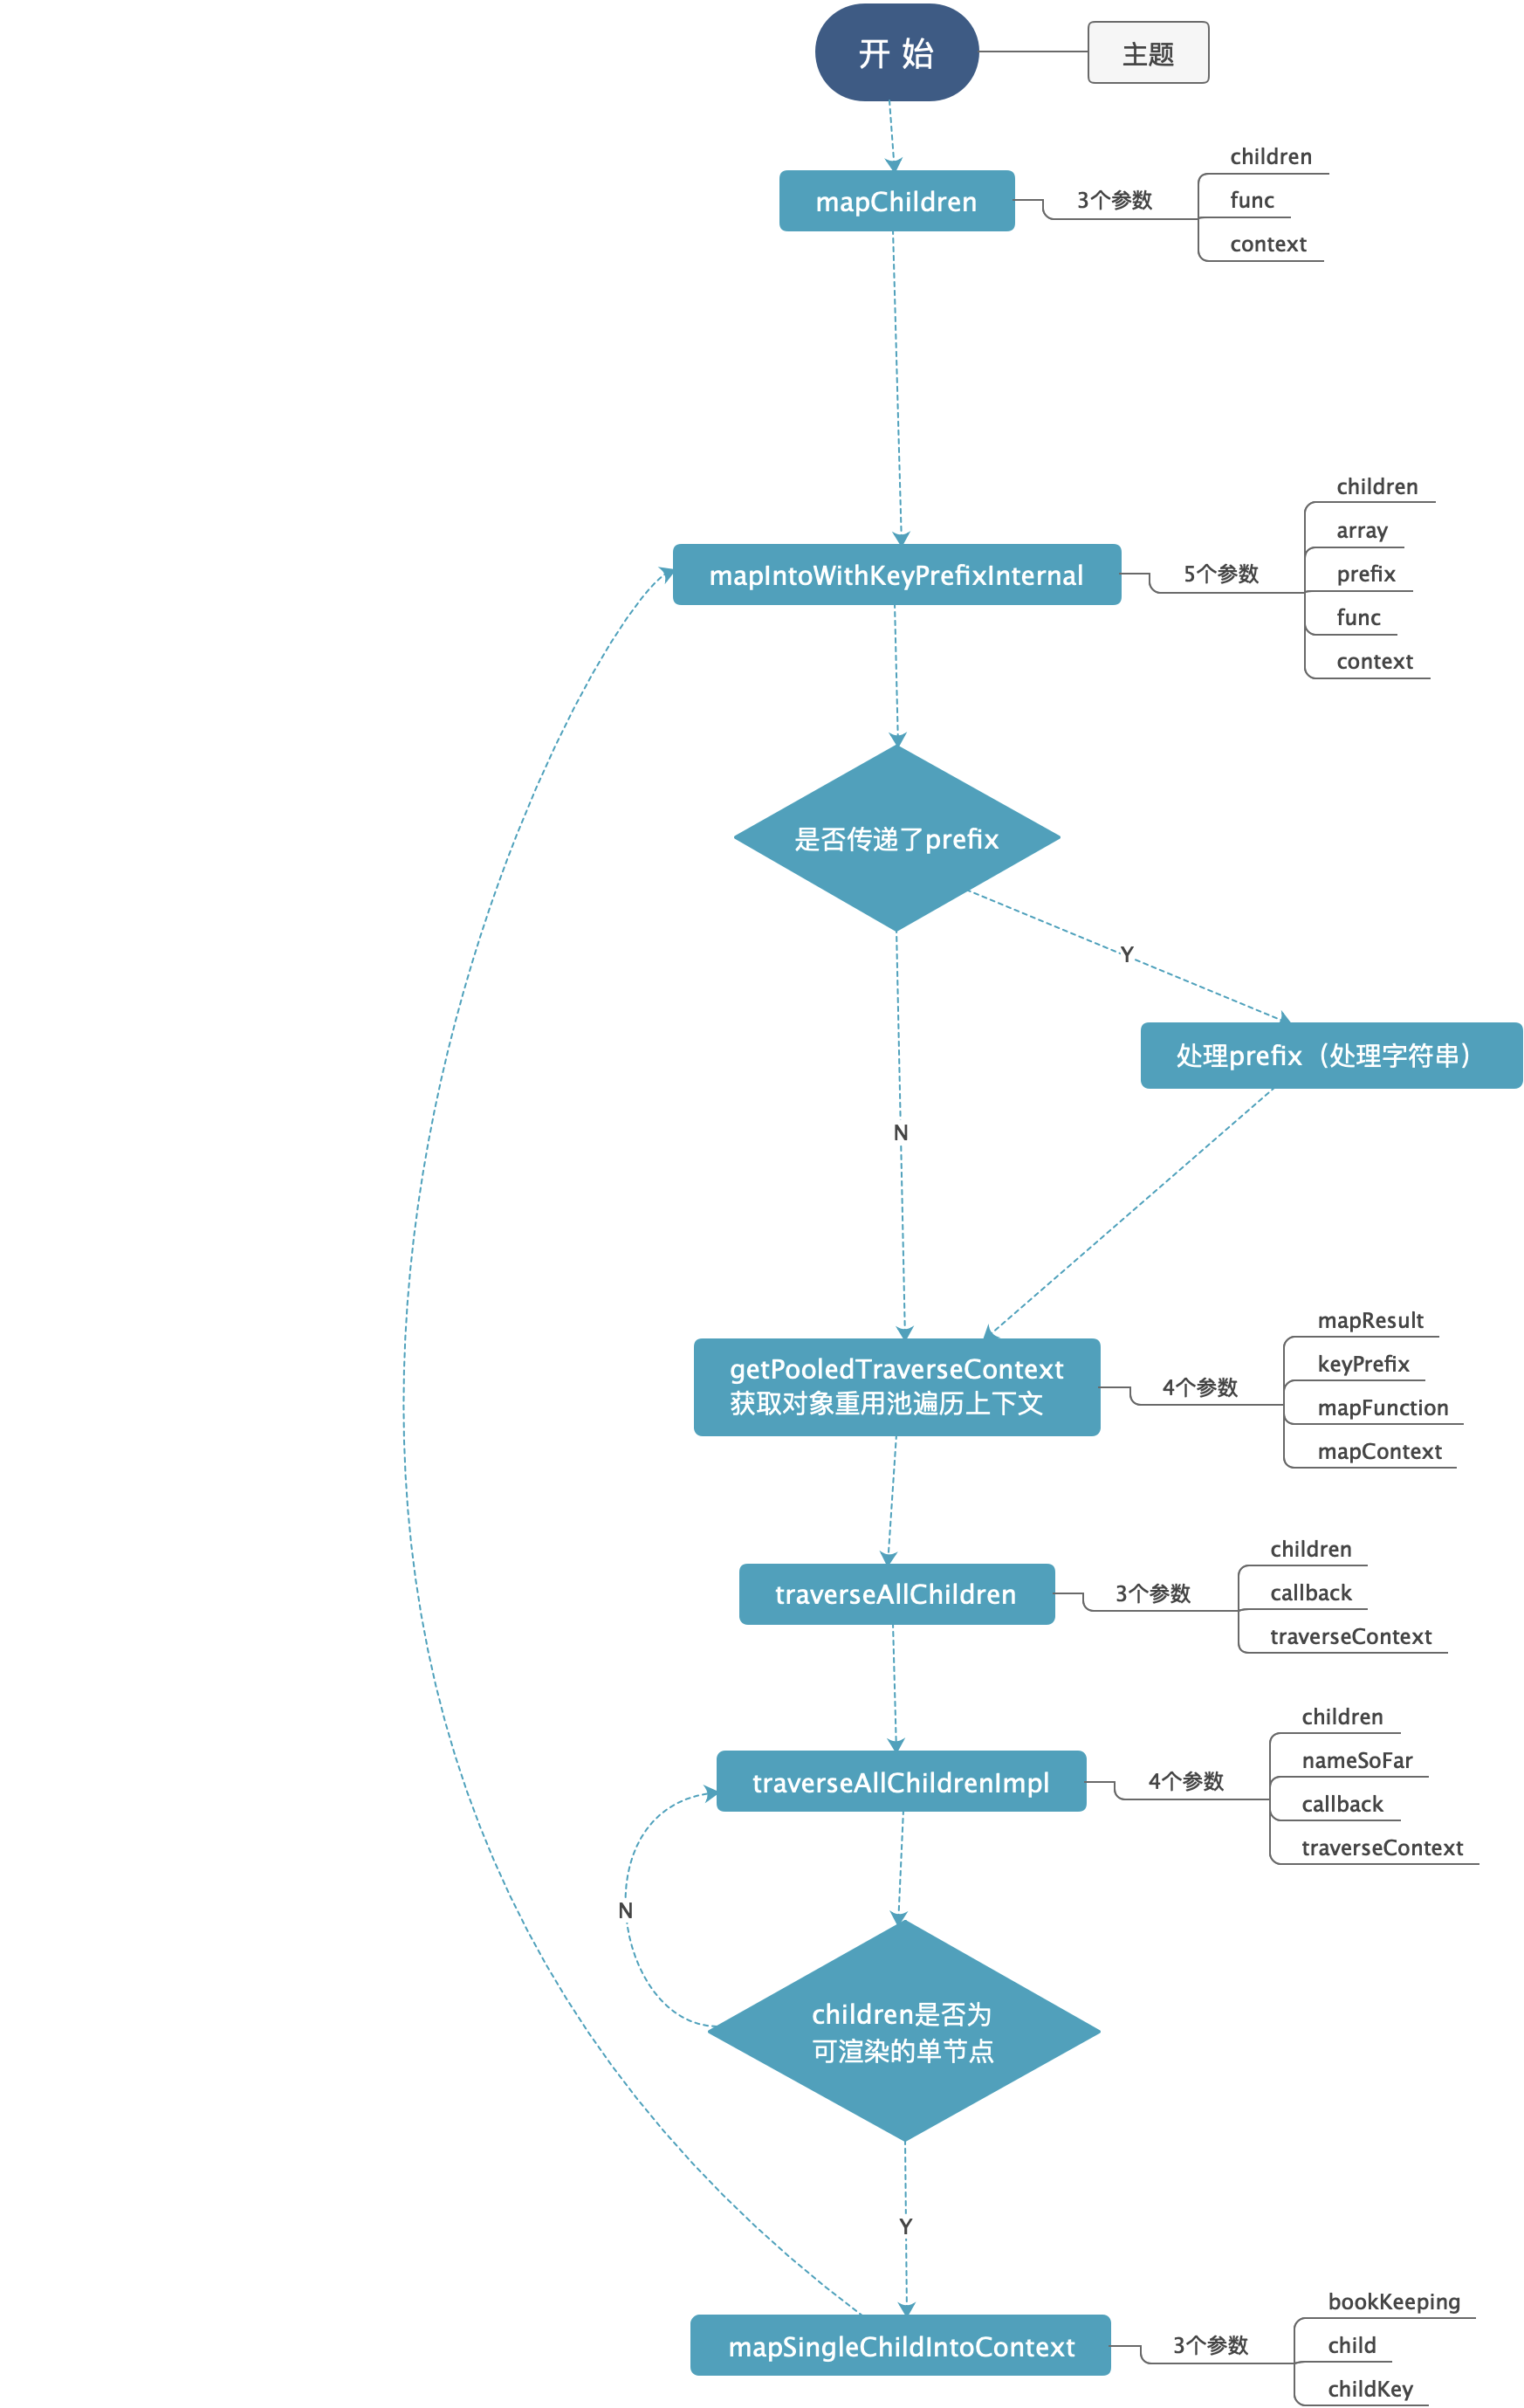 开 始
主题
mapChildren
3个参数
children
func
context
mapIntoWithKeyPrefixInternal
5个参数
children
array
prefix
func
context
是否传递了prefix
Y
处理prefix（处理字符串）
N
getPooledTraverseContext
获取对象重用池遍历上下文
4个参数
mapResult
keyPrefix
mapFunction
mapContext
traverseAllChildren
3个参数
children
callback
traverseContext
traverseAllChildrenImpl
4个参数
children
nameSoFar
callback
traverseContext
N
children是否为
可渲染的单节点
Y
mapSingleChildIntoContext
3个参数
bookKeeping
child
childKey